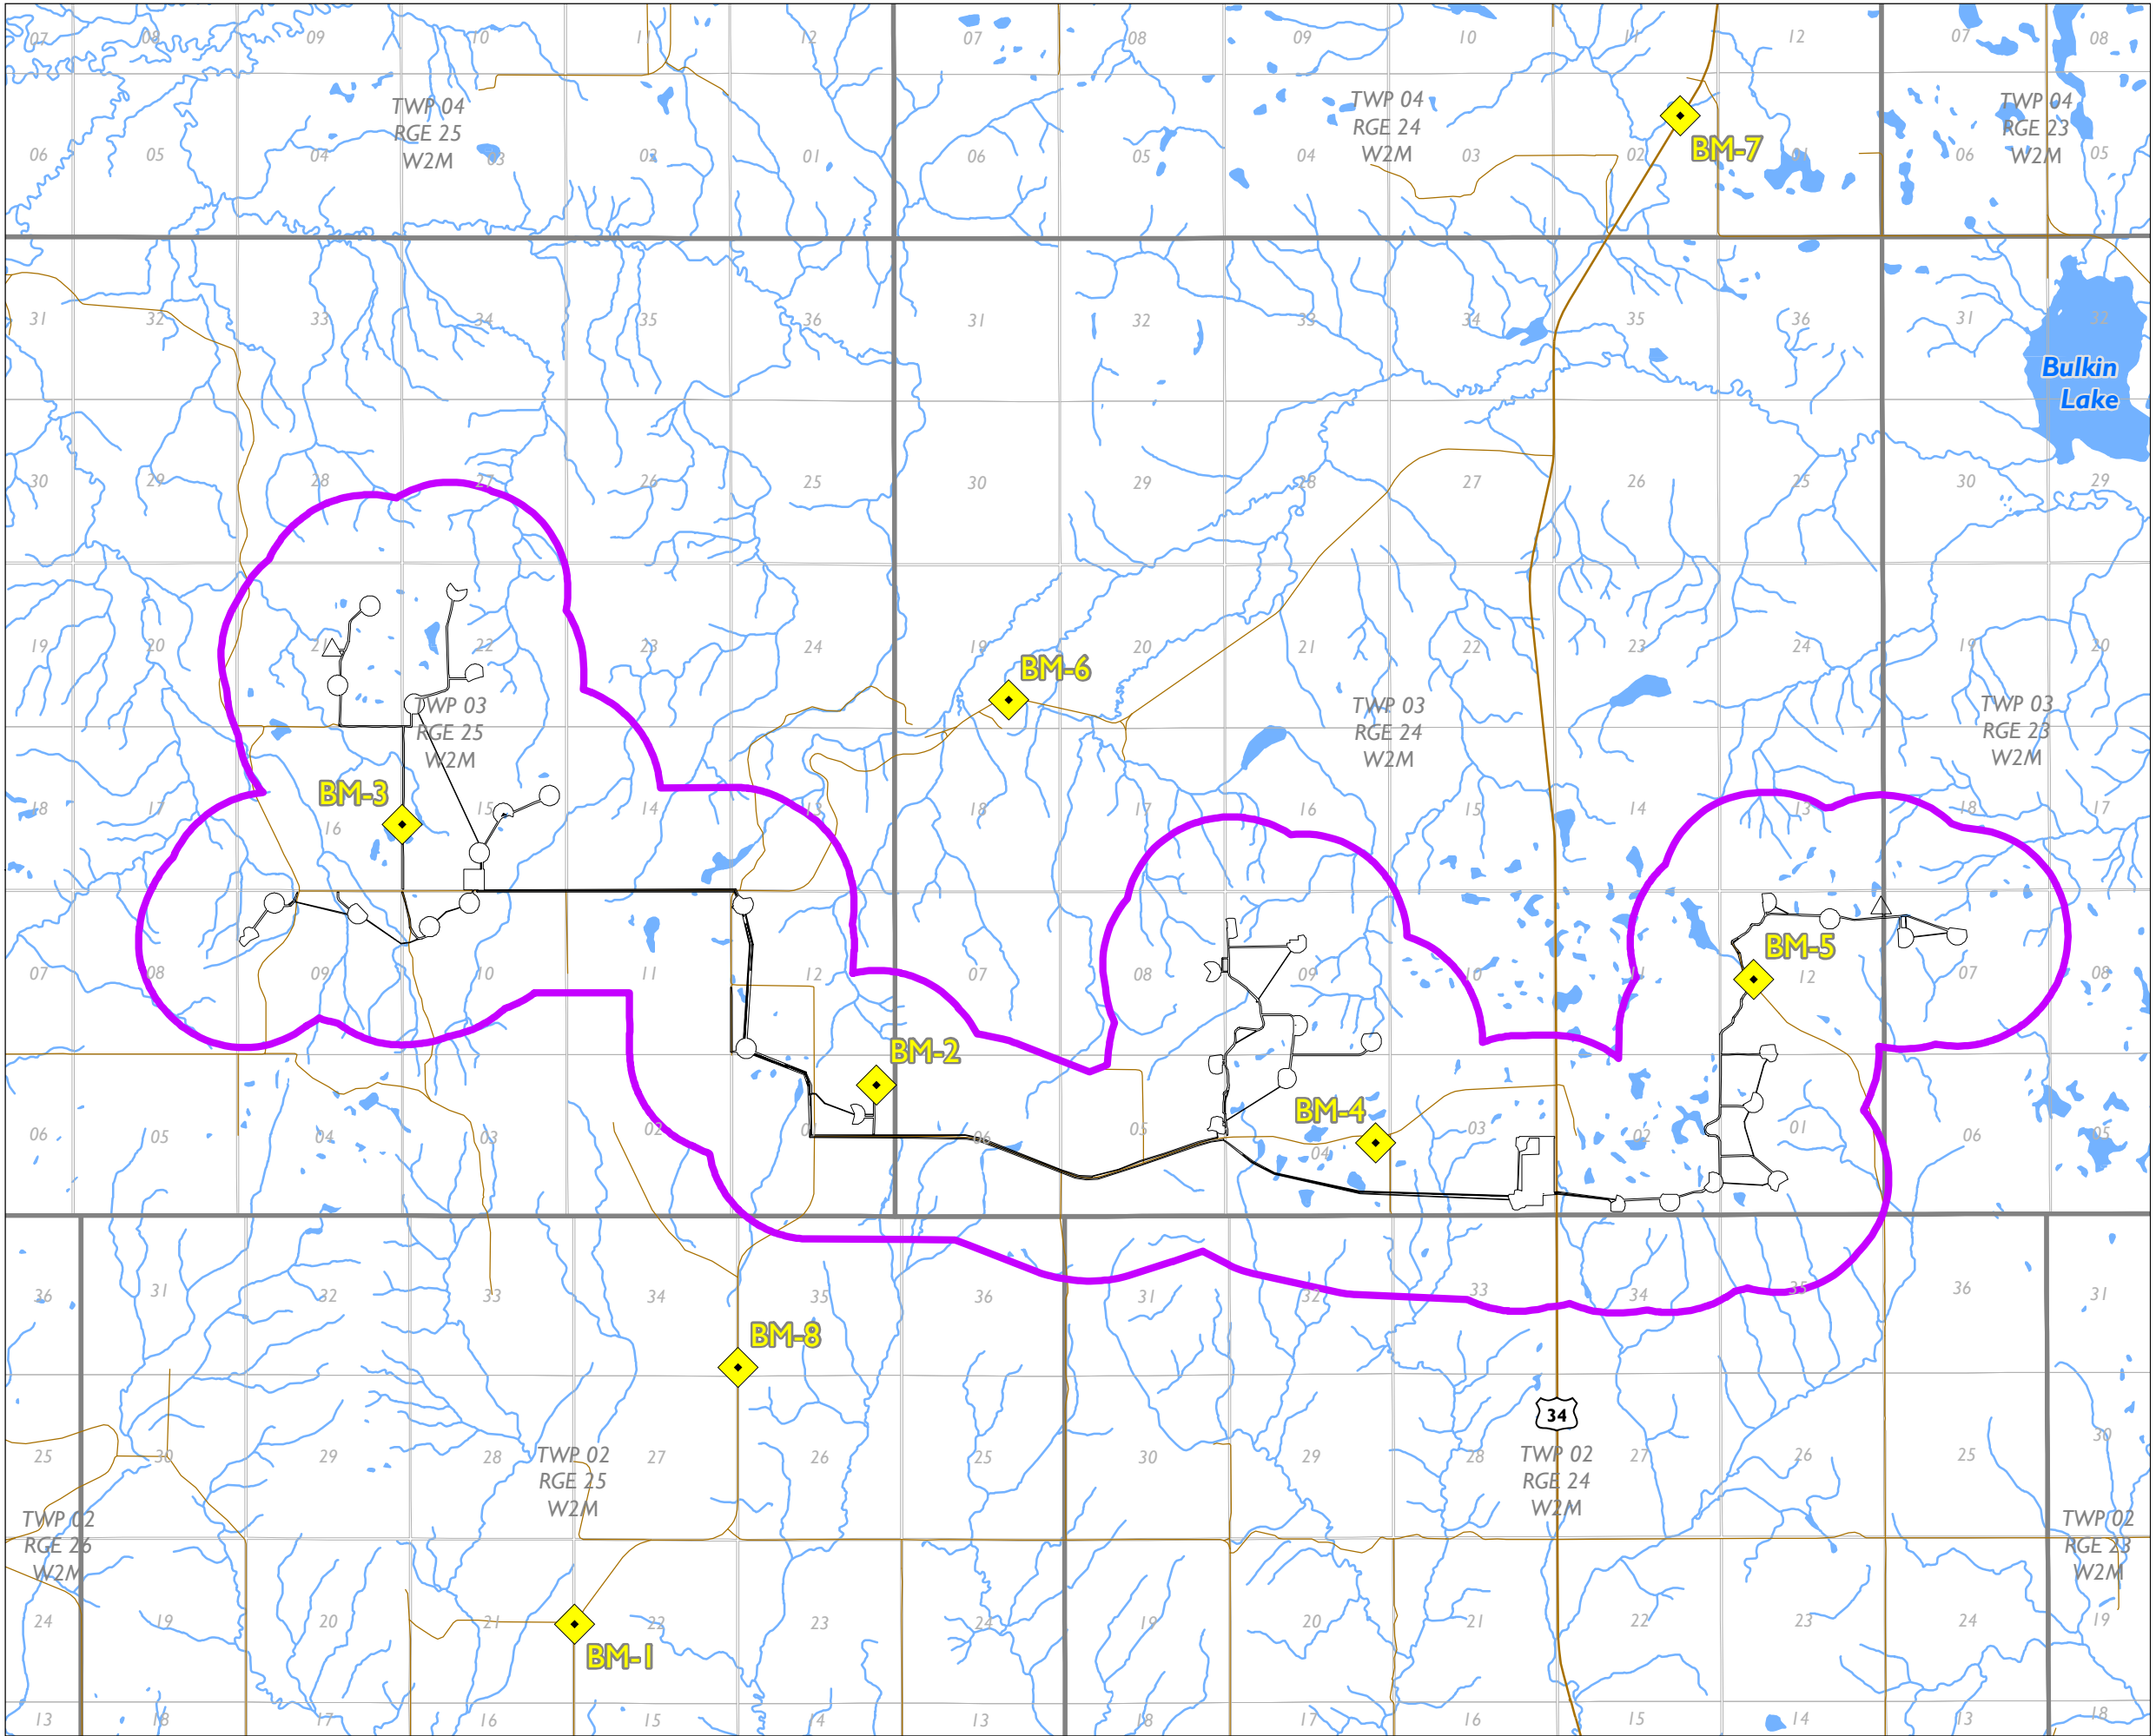 07 08 09 10 11 12 07 08 09 10 11 12 07 08
TWP 04
RGE 25
W2M
TWP 04
RGE 24
W2M
TWP 04
RGE 23
W2M
BM-7
06 05 04 03 02 01 06 05 04 03 02 01 06 05
31 32 33 34 35 36 31 32 33 34 35 36 31 32
Bulkin
Lake
30 29 28 27 26 25 30 29 28 27 26 25 30 29
19 20 21 22 23 24 19 20 21 22 23 24 19 20
BM-6
TWP 03
RGE 25
W2M
TWP 03
RGE 24
W2M
TWP 03
RGE 23
W2M
BM-3
18 17 16 15 14 13 18 17 16 15 14 13 18 17
BM-5
07 08 09 10 11 12 07 08 09 10 11 12 07 08
BM-2
BM-4
06 05 04 03 02 01 06 05 04 03 02 01 06 05
36 31 32 33 34 35 36 31 32 33 34 35 36 31
BM-8
34
25 30 29 28 27 26 25 30 29 28 27 26 25 30
TWP 02
RGE 25
W2M
TWP 02
RGE 24
W2M
TWP 02
RGE 26
W2M
TWP 02
RGE 23
W2M
24 19 20 21 22 23 24 19 20 21 22 23 24 19
BM-1
13 18 17 16 15 14 13 18 17 16 15 14 13 18